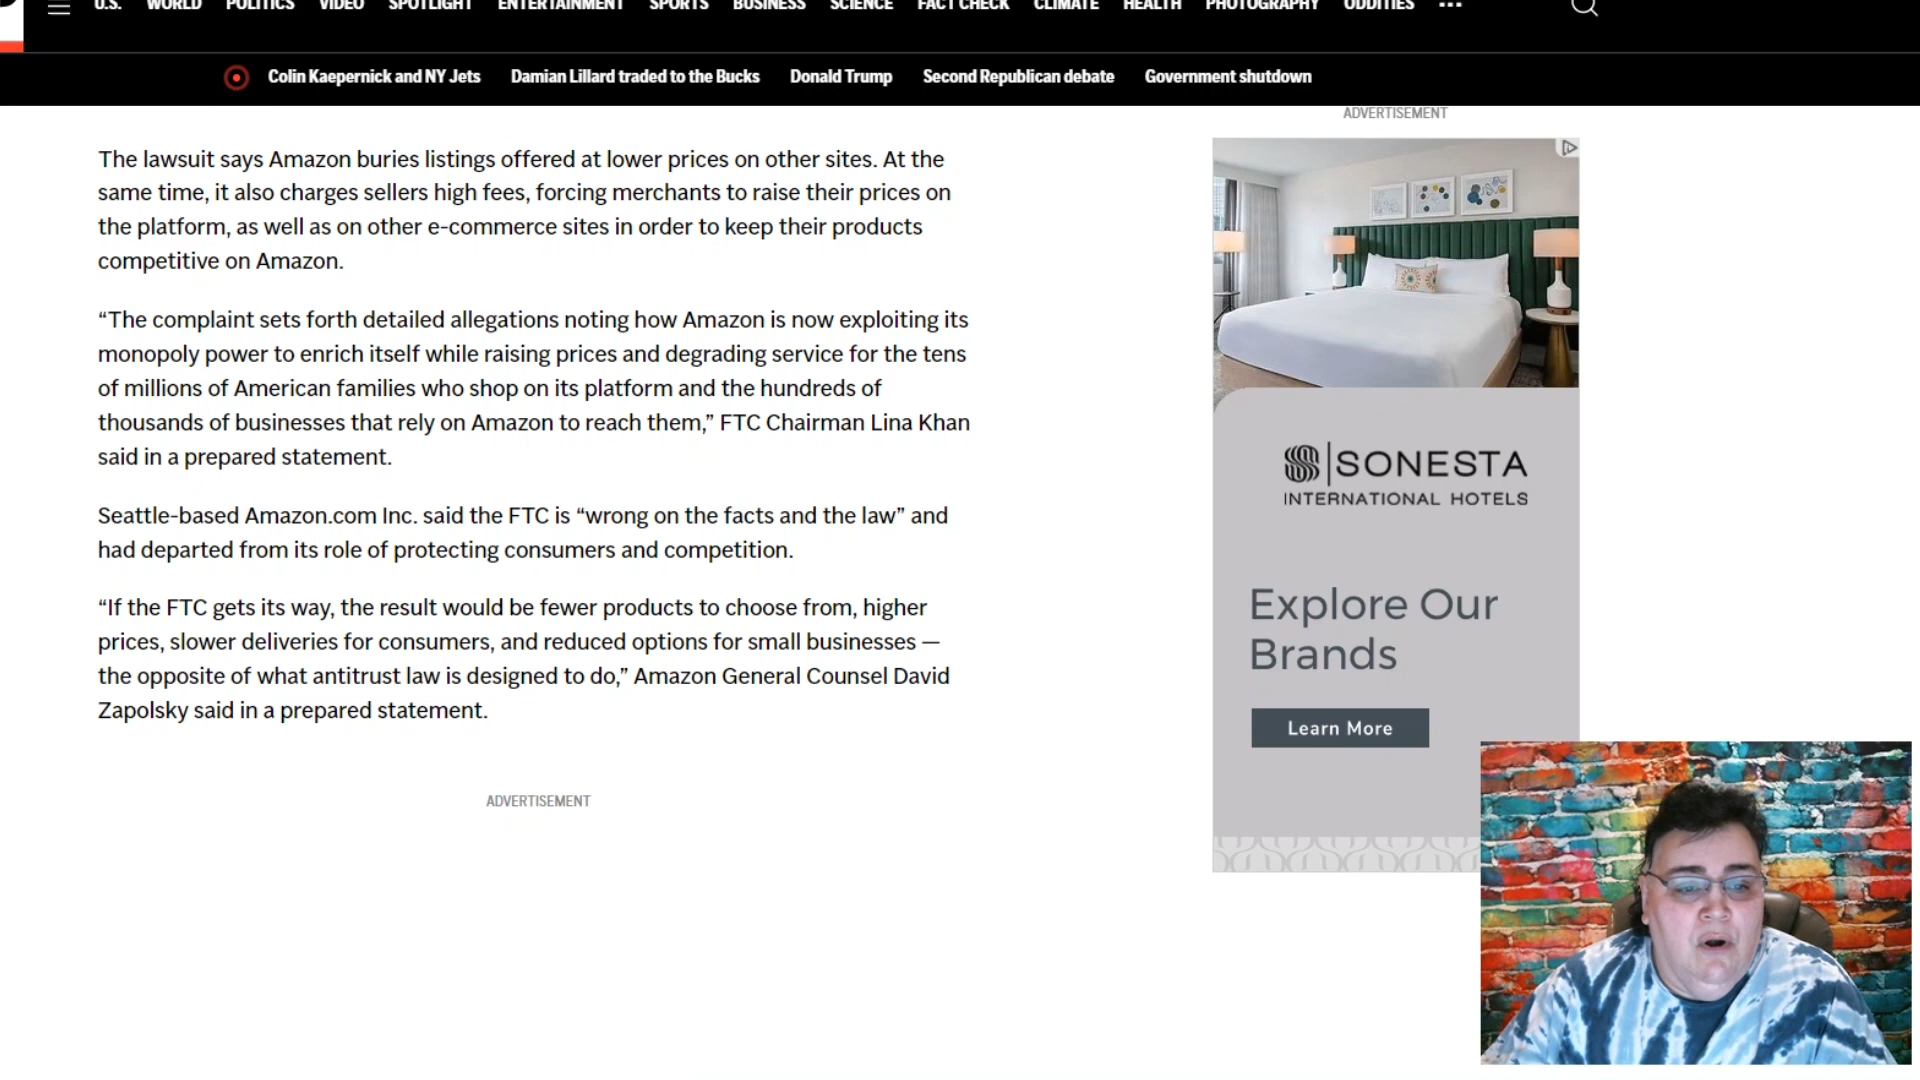 U.S. WORLD POLITICS VIDEO SPOTLIGHT ENTERTAINMENT SPORTS BUSINESS SCIENCE FACT CHECK CLIMATE HEALTH PHOTOGRAPHY ODDITIES
Colin Kaepernick and NY Jets Damian Lillard traded to the Bucks Donald Trump Second Republican debate Government shutdown
The lawsuit says Amazon buries listings offered at lower prices on other sites. At the
same time, it also charges sellers high fees, forcing merchants to raise their prices on
the platform, as well as on other e-commerce sites in order to keep their products
competitive on Amazon.
“The complaint sets forth detailed allegations noting how Amazon is now exploiting its
monopoly power to enrich itself while raising prices and degrading service for the tens
of millions of American families who shop on its platform and the hundreds of
thousands of businesses that rely on Amazon to reach them,” FTC Chairman Lina Khan
said in a prepared statement.
Seattle-based Amazon.com Inc. said the FTC is “wrong on the facts and the law” and
had departed from its role of protecting consumers and competition.
“If the FTC gets its way, the result would be fewer products to choose from, higher
prices, slower deliveries for consumers, and reduced options for small businesses —
the opposite of what antitrust law is designed to do,” Amazon General Counsel David
Zapolsky said in a prepared statement.
ADVERTISEMENT
ADVERTISEMENT
SONESTA
INTERNATIONAL HOTELS
Explore Our
Brands
Learn More